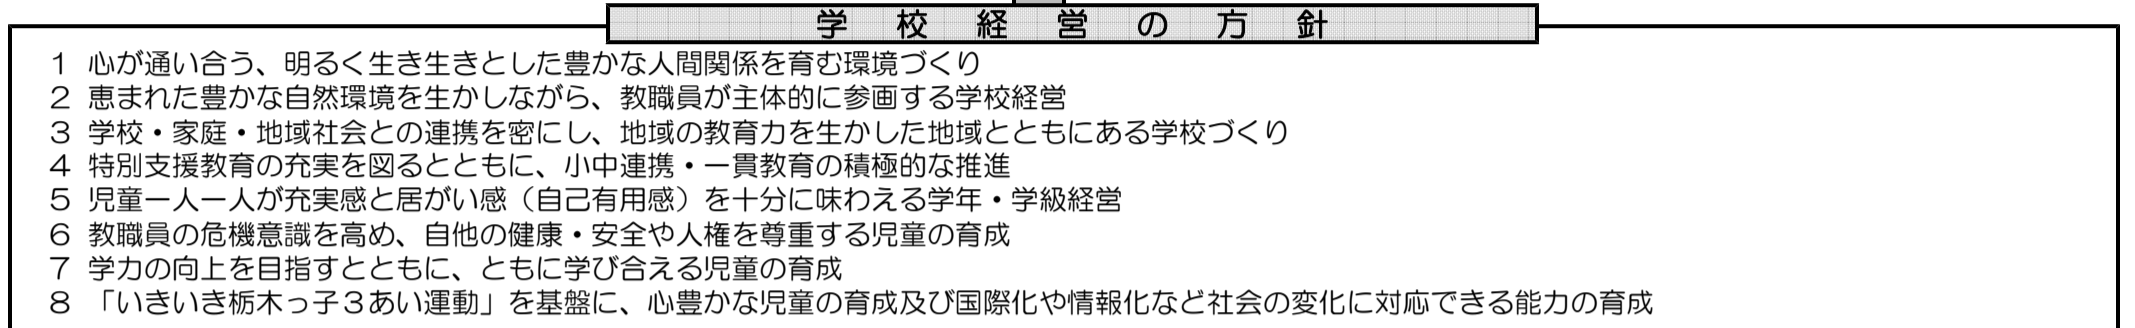 学校経営の方針
1 心が通い合う、明るく生き生きとした豊かな人間関係を育む環境づくり
2 恵まれた豊かな自然環境を生かしながら、教職員が主体的に参画する学校経営
3 学校・家庭・地域社会との連携を密にし、地域の教育力を生かした地域とともにある学校づくり
4 特別支援教育の充実を図るとともに、小中連携・一貫教育の積極的な推進
5 児童一人一人が充実感と居がい感（自己有用感）を十分に味わえる学年・学級経営
6 教職員の危機意識を高め、自他の健康・安全や人権を尊重する児童の育成
7 学力の向上を目指すとともに、ともに学び合える児童の育成
8 「いきいき栃木っ子3あい運動」を基盤に、心豊かな児童の育成及び国際化や情報化など社会の変化に対応できる能力の育成